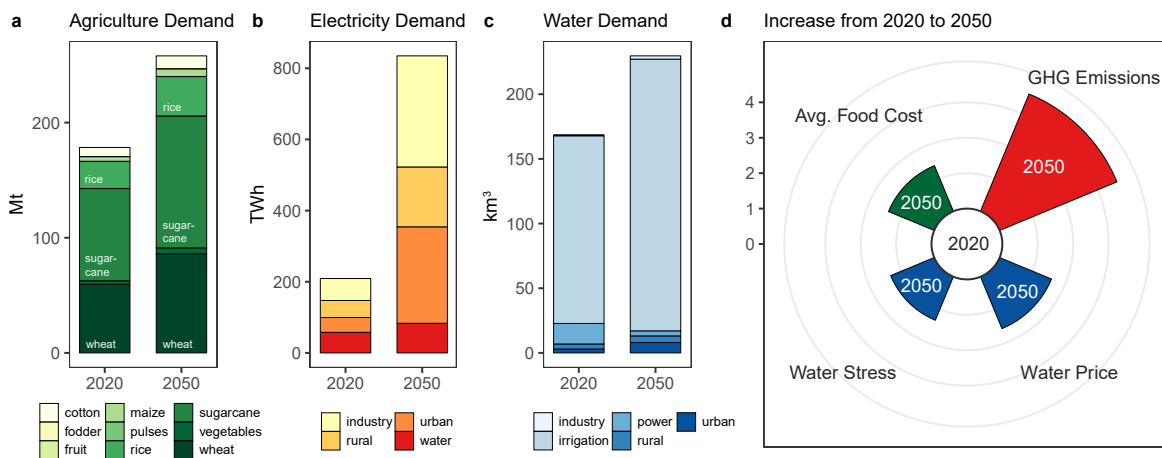 a Agriculture Demand
b Electricity Demand
c Water Demand
d Increase from 2020 to 2050
Mt
200
100
0
rice
sugar-
cane
wheat
rice
sugar-
cane
wheat
2020 2050
cotton maize sugarcane
fodder pulses vegetables
fruit rice wheat
TWh
800
600
400
200
0
2020 2050
industry urban
rural water
km³
200
150
100
50
0
2020 2050
industry power urban
irrigation rural
4
3
2
1
0
GHG Emissions
Avg. Food Cost
2050
2050
2020
2050
2050
Water Stress
Water Price